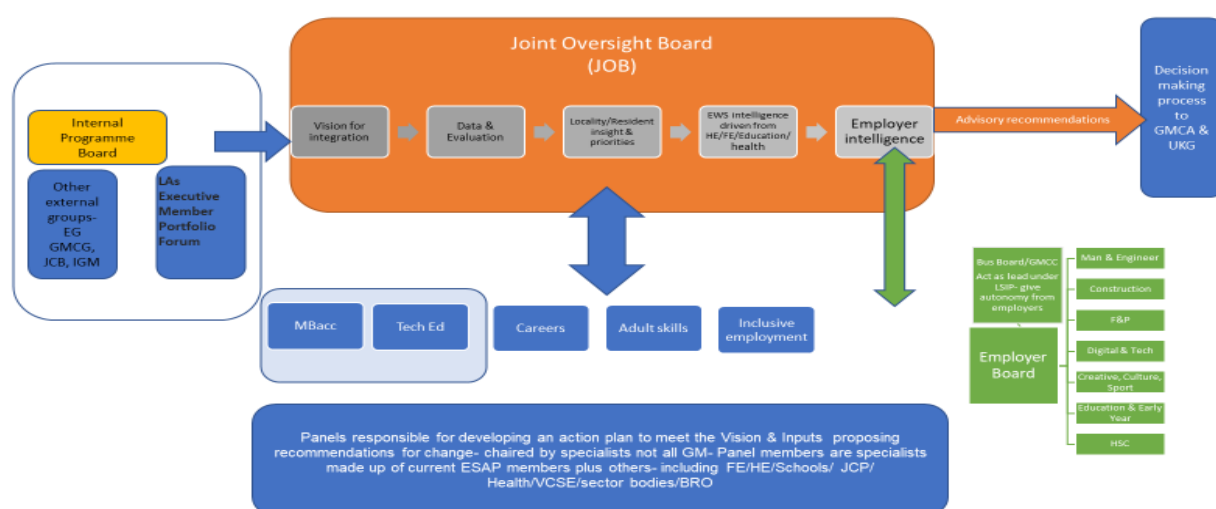 Joint Oversight Board
(JOB)
Internal
Programme
Board
Other
external
groups-
EG
GMCG,
JCB, IGM
LAs
Executive
Member
Portfolio
Forum
Vision for
integration
Data &
Evaluation
Locality/Resident
insight &
priorities
EWS intelligence
driven from
HE/FE/Education/
health
Employer
intelligence
Advisory recommendations
Decision
making
process to
GMCA &
UKG
MBacc
Tech Ed
Careers
Adult skills
Inclusive
employment
Bus Board/GMCC
Act as lead under
LSIP- give
autonomy from
employers
Employer
Board
Man & Engineer
Construction
F&P
Digital & Tech
Creative, Culture,
Sport
Education & Early
Year
HSC
Panels responsible for developing an action plan to meet the Vision & Inputs proposing
recommendations for change- chaired by specialists not all GM- Panel members are specialists
made up of current ESAP members plus others- including FE/HE/Schools/ JCP/
Health/VCSE/sector bodies/BRO